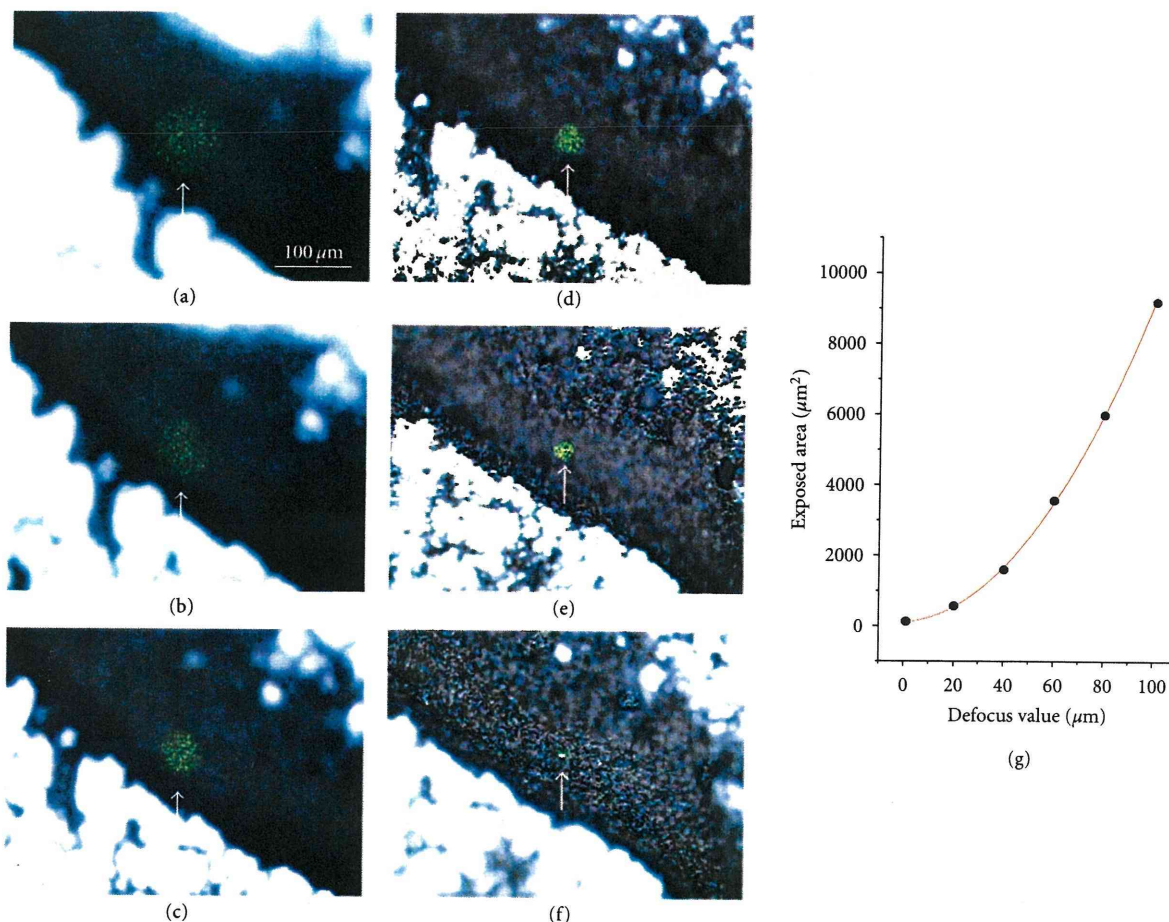 100 μm
(a)
(b)
(c)
(d)
(e)
(f)
Exposed area (μm²)
10000
8000
6000
4000
2000
0
0 20 40 60 80 100
Defocus value (μm)
(g)